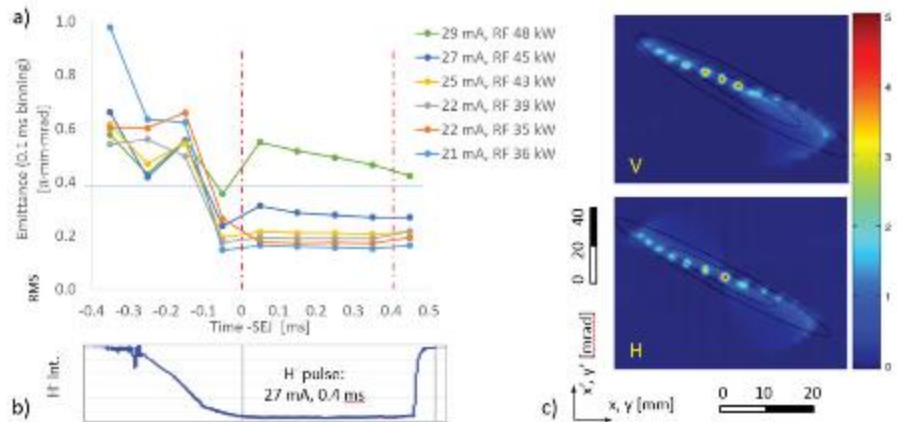 a)
1.0
0.8
0.6
0.4
0.2
0.0
Emittance (0.1 ms binning)
[π-mm-mrad]
RMS
-0.4 -0.3 -0.2 -0.1 0 0.1 0.2 0.3 0.4 0.5
Time -SEJ [ms]
29 mA, RF 48 kW
27 mA, RF 45 kW
25 mA, RF 43 kW
22 mA, RF 39 kW
22 mA, RF 35 kW
21 mA, RF 36 kW
b)
H⁻ Int.
H⁻ pulse:
27 mA, 0.4 ms
c)
V
H
5
4
3
2
1
0
0 20 40
x', y' [mrad]
x, y [mm]
0 10 20